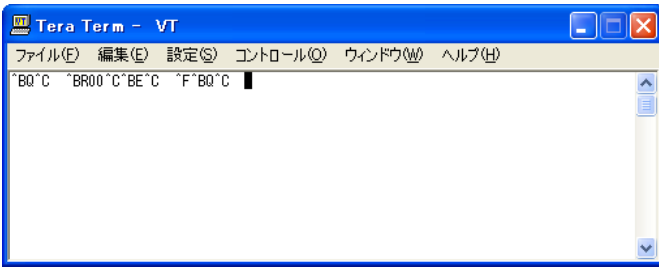 Tera Term - VT
ファイル(F) 編集(E) 設定(S) コントロール(O) ウィンドウ(W) ヘルプ(H)
^BQ^C ^BR00^C^BE^C ^F^BQ^C